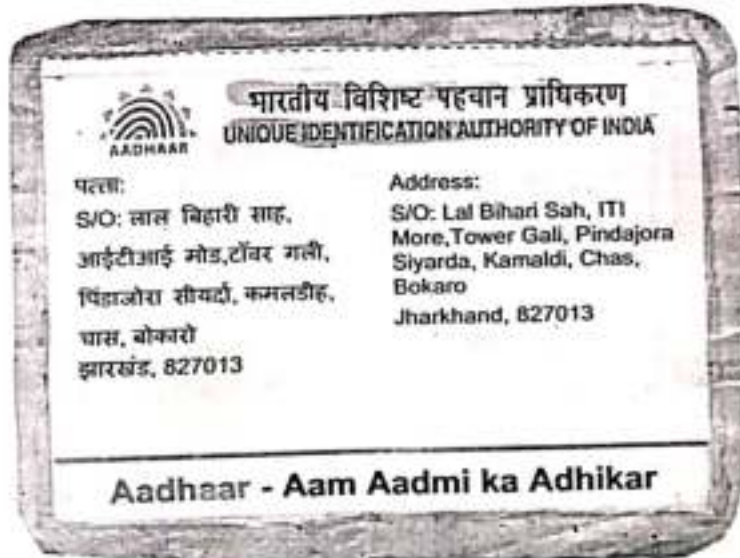 भारतीय विशिष्ट पहचान प्राधिकरण
UNIQUE IDENTIFICATION AUTHORITY OF INDIA
AADHAAR
पत्ता:
S/O: लाल बिहारी साह,
आईटीआई मोड,टॉवर गली,
पिंडाजोरा सीयर्दा, कमलडीह,
चास, बोकारो
झारखंड, 827013
Address:
S/O: Lal Bihari Sah, ITI
More,Tower Gali, Pindajora
Siyarda, Kamaldi, Chas,
Bokaro
Jharkhand, 827013
Aadhaar - Aam Aadmi ka Adhikar